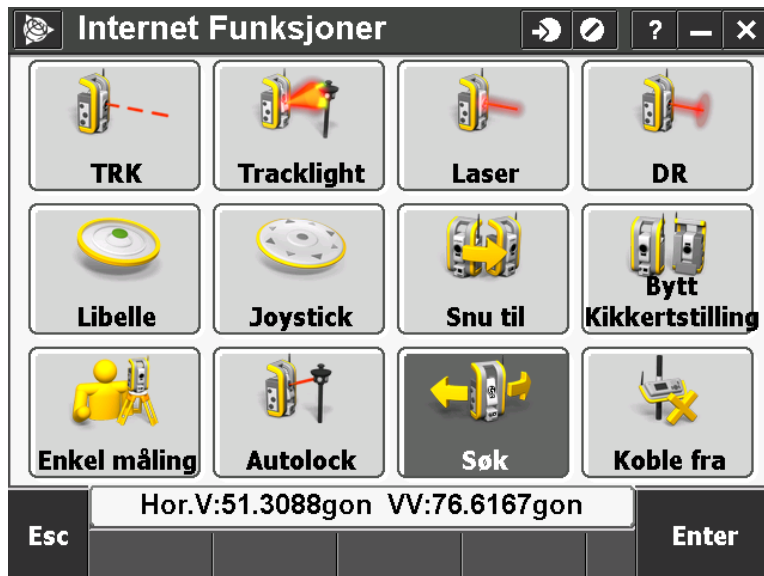 Internet Funksjoner
?
TRK
Tracklight
Laser
DR
Libelle
Joystick
Snu til
Bytt
Kikkertstilling
Enkel måling
Autolock
Søk
Koble fra
Hor.V:51.3088gon VV:76.6167gon
Esc
Enter